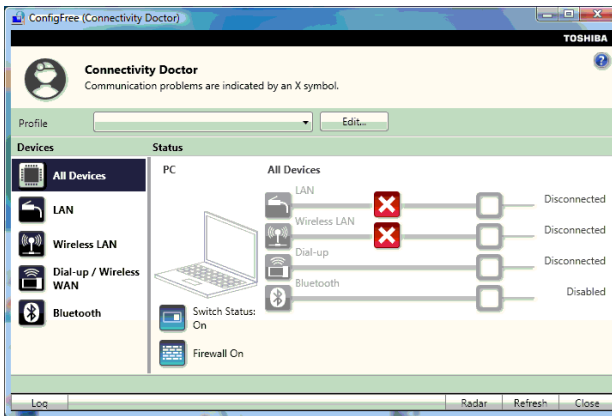 ConfigFree (Connectivity Doctor)
TOSHIBA
Connectivity Doctor
Communication problems are indicated by an X symbol.
Profile
Edit...
Devices
Status
All Devices
LAN
Wireless LAN
Dial-up / Wireless
WAN
Bluetooth
PC
Switch Status:
On
Firewall On
All Devices
LAN
Disconnected
Wireless LAN
Disconnected
Dial-up
Disconnected
Bluetooth
Disabled
Log
Radar
Refresh
Close